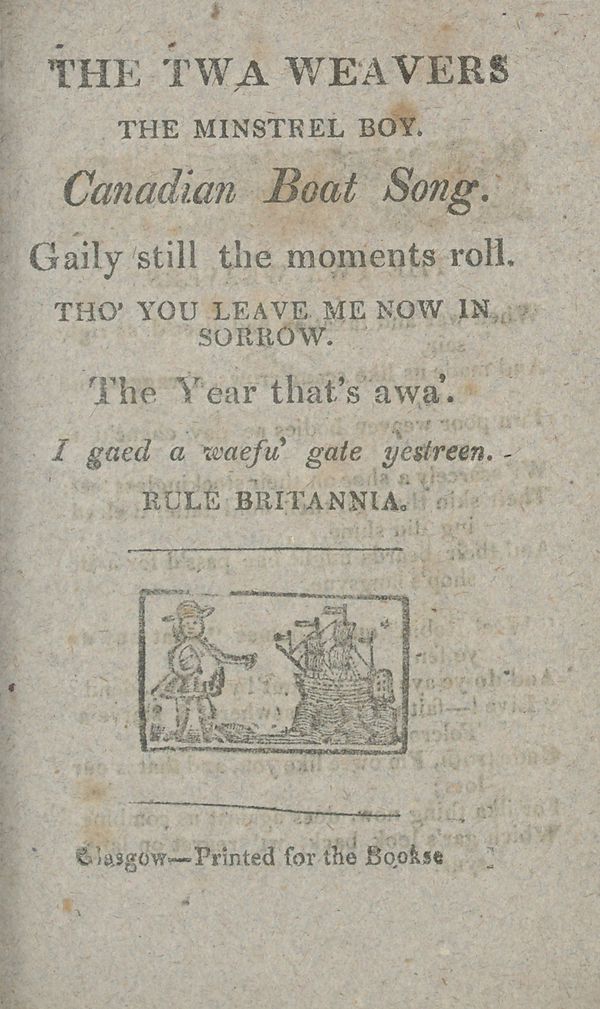 THE TWA WEAVERS
THE MINSTREL BOY.
Canadian Boat Song.
Gaily still the moments roll.
THO' YOU LEAVE ME NOW IN
SORROW.
The Year that's awa'.
I gaed a waefu' gate yestreen. -
RULE BRITANNIA.
Glasgow—Printed for the Bookse